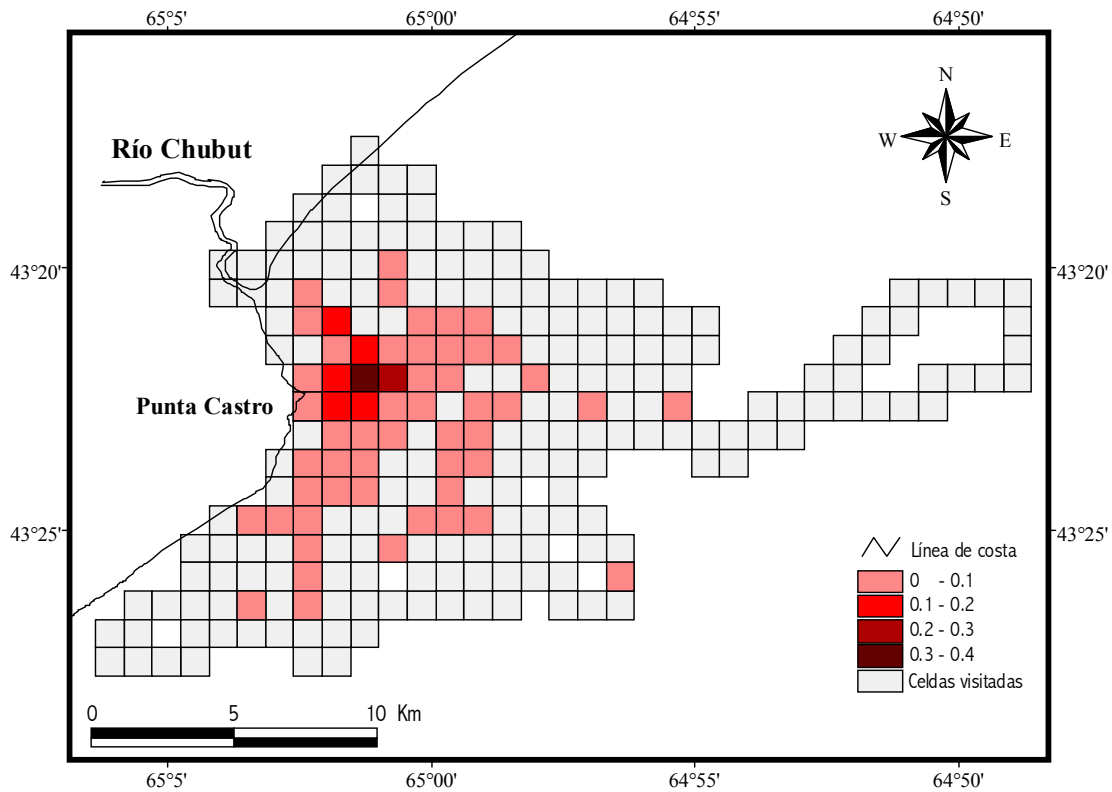 65°5' 65°00' 64°55' 64°50'
N
W E
S
Río Chubut
43°20' 43°20'
Punta Castro
43°25' 43°25'
Línea de costa
0 - 0.1
0.1 - 0.2
0.2 - 0.3
0.3 - 0.4
Celdas visitadas
0 5 10 Km
65°5' 65°00' 64°55' 64°50'